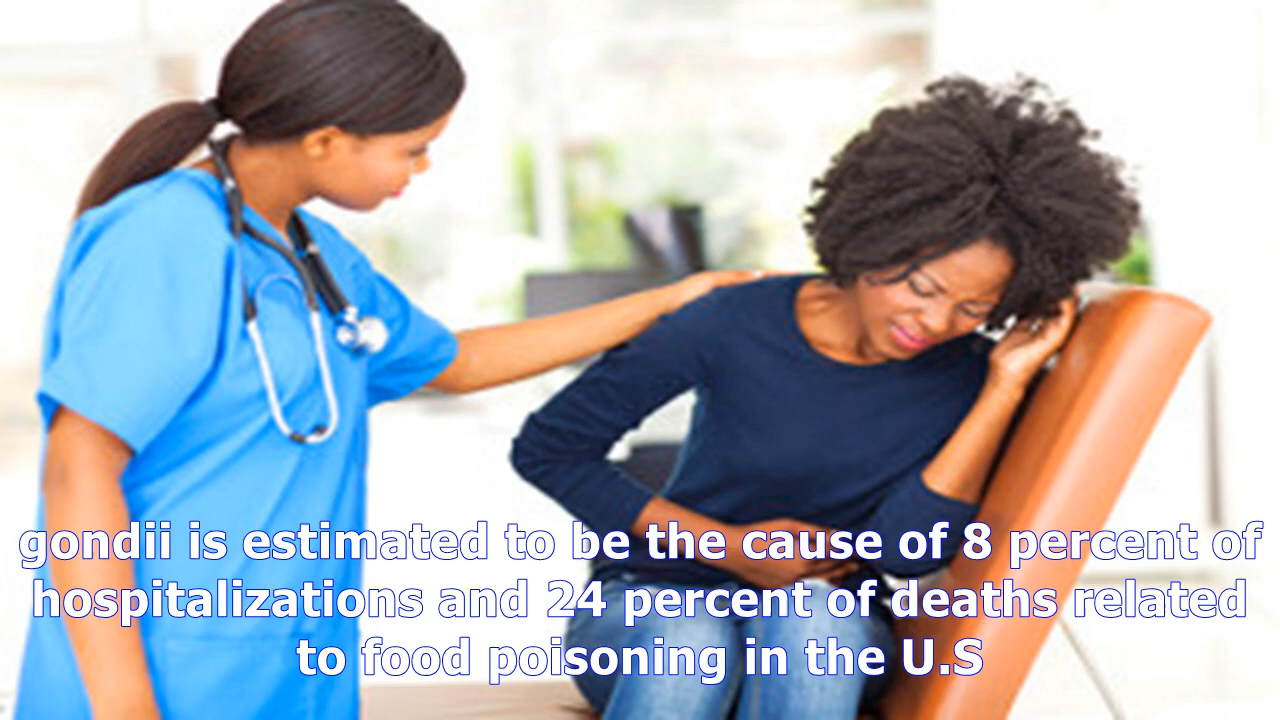 gondii is estimated to be the cause of 8 percent of
hospitalizations and 24 percent of deaths related
to food poisoning in the U.S